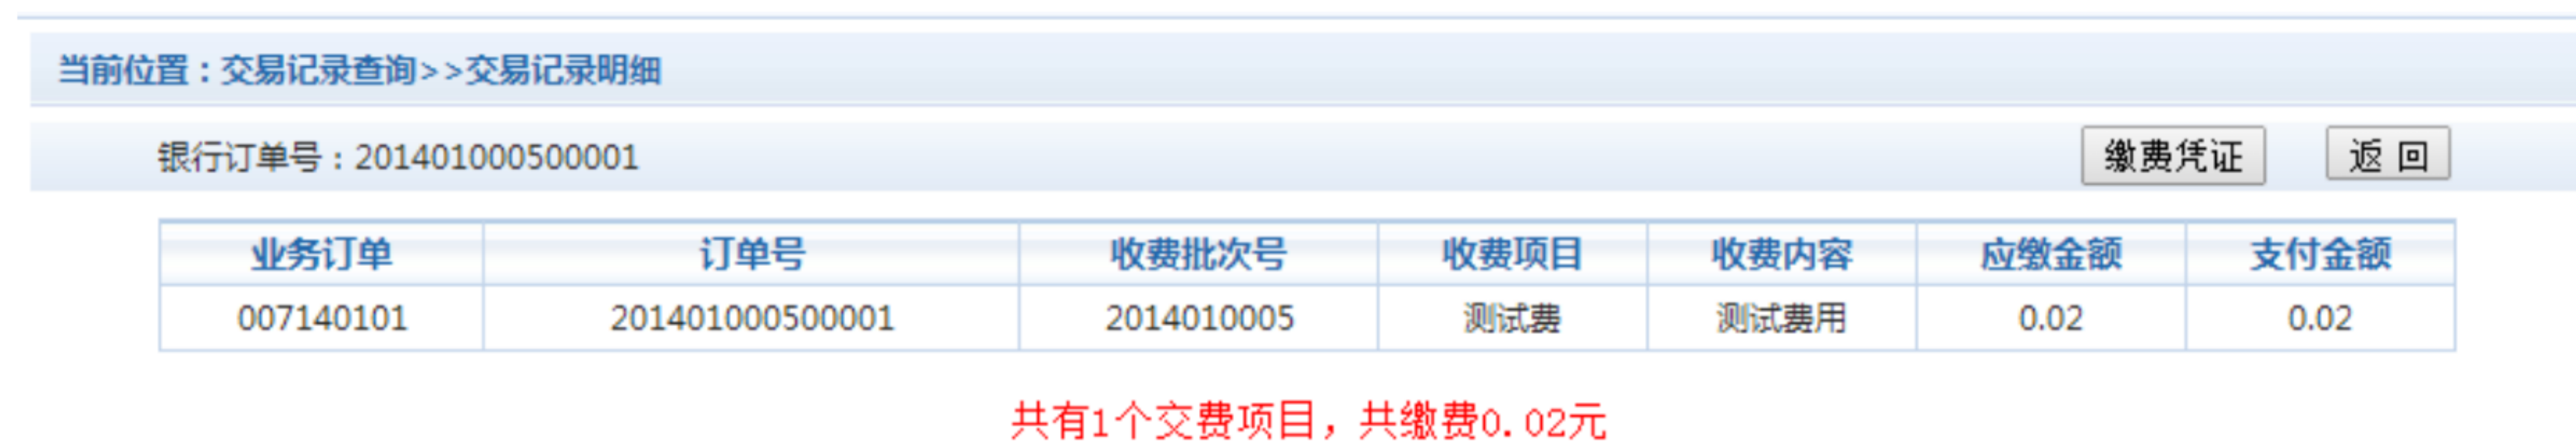 当前位置：交易记录查询>>交易记录明细
银行订单号：201401000500001 缴费凭证 返 回
业务订单 订单号 收费批次号 收费项目 收费内容 应缴金额 支付金额
007140101 201401000500001 2014010005 测试费 测试费用 0.02 0.02
共有1个交费项目，共缴费0.02元